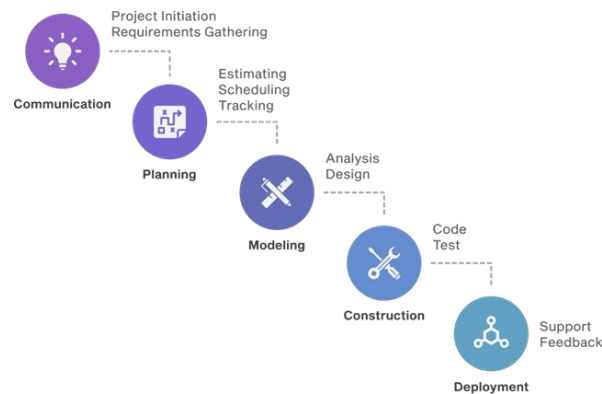 Project Initiation
Requirements Gathering
Communication
Estimating
Scheduling
Tracking
Planning
Analysis
Design
Modeling
Code
Test
Construction
Support
Feedback
Deployment